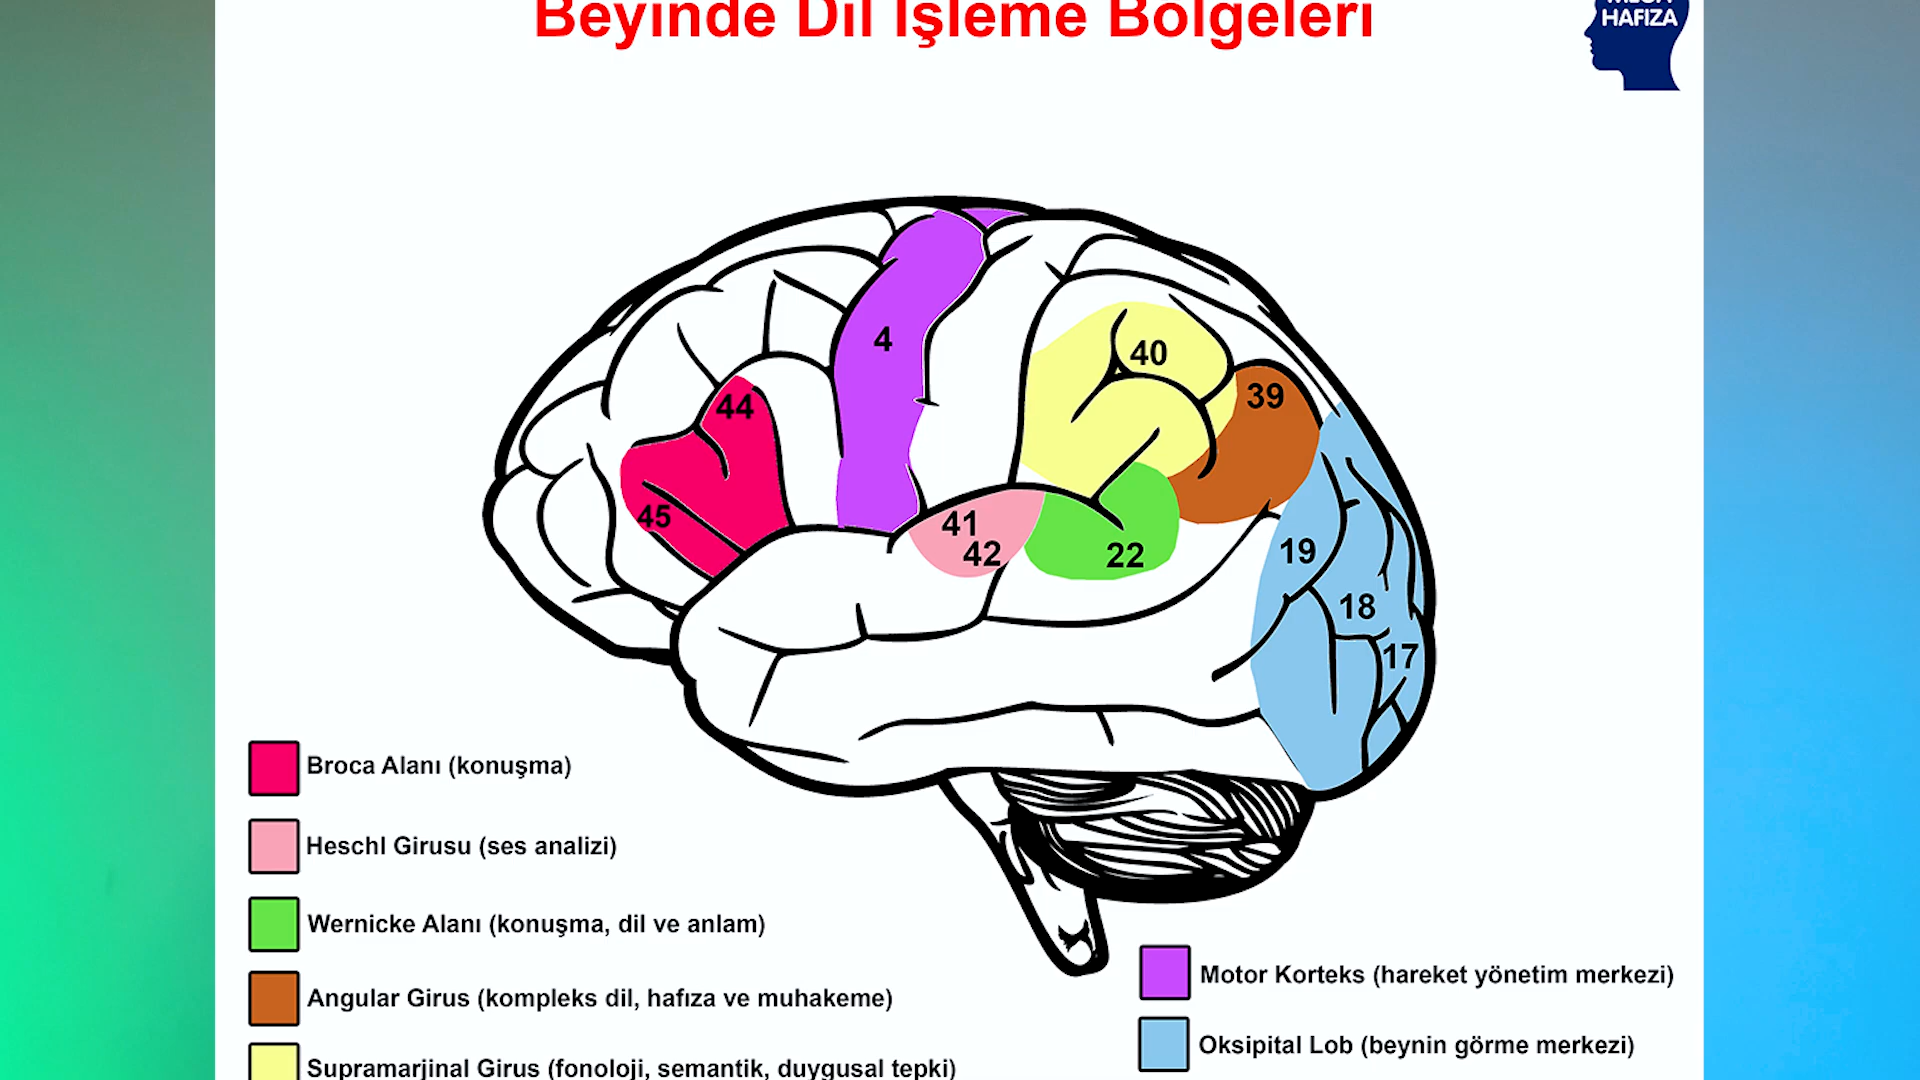 Beyinde Dil İşleme Bölgeleri
HAFIZA
4
40
39
44
45
41
42
22
19
18
17
Broca Alanı (konuşma)
Heschl Girusu (ses analizi)
Wernicke Alanı (konuşma, dil ve anlam)
Angular Girus (kompleks dil, hafıza ve muhakeme)
Supramarjinal Girus (fonoloji, semantik, duygusal tepki)
Motor Korteks (hareket yönetim merkezi)
Oksipital Lob (beynin görme merkezi)